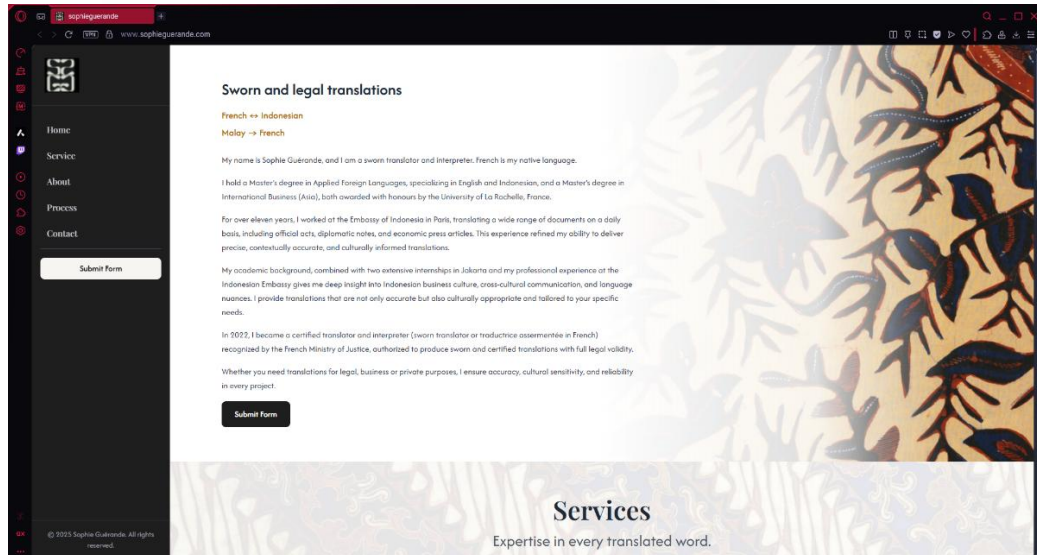 sophieguerande
VPN
www.sophieguerande.com
Home
Service
About
Process
Contact
Submit Form
© 2025 Sophie Guérande. All rights
reserved.
Sworn and legal translations
French ↔ Indonesian
Malay → French
My name is Sophie Guérande, and I am a sworn translator and interpreter. French is my native language.
I hold a Master's degree in Applied Foreign Languages, specializing in English and Indonesian, and a Master's degree in
International Business (Asia), both awarded with honours by the University of La Rochelle, France.
For over eleven years, I worked at the Embassy of Indonesia in Paris, translating a wide range of documents on a daily
basis, including official acts, diplomatic notes, and economic press articles. This experience refined my ability to deliver
precise, contextually accurate, and culturally informed translations.
My academic background, combined with two extensive internships in Jakarta and my professional experience at the
Indonesian Embassy gives me deep insight into Indonesian business culture, cross-cultural communication, and language
nuances. I provide translations that are not only accurate but also culturally appropriate and tailored to your specific
needs.
In 2022, I became a certified translator and interpreter (sworn translator or traductrice assermentée in French)
recognized by the French Ministry of Justice, authorized to produce sworn and certified translations with full legal validity.
Whether you need translations for legal, business or private purposes, I ensure accuracy, cultural sensitivity, and reliability
in every project.
Submit Form
Services
Expertise in every translated word.